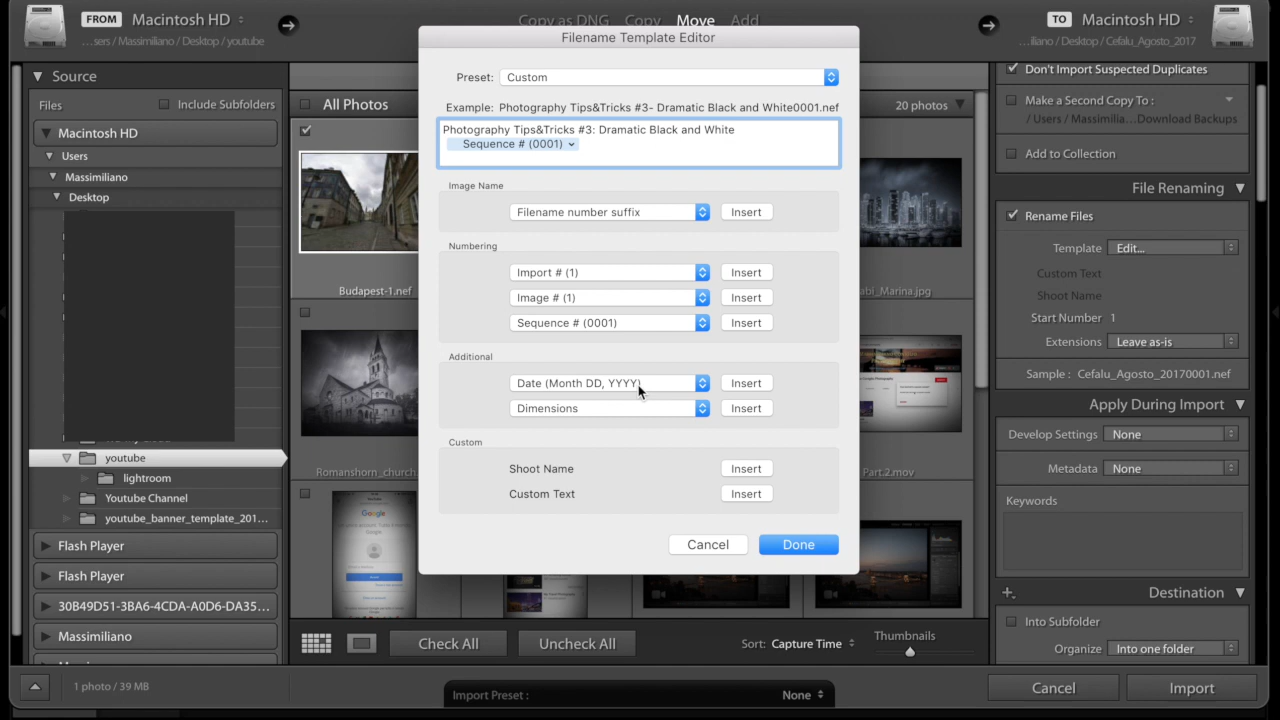 FROM Macintosh HD
…sers / Massimiliano / Desktop / youtube
Copy as DNG Copy Move Add
TO Macintosh HD
…iliano / Desktop / Cefalu_Agosto_2017
Source
Files Include Subfolders
Macintosh HD
Users
Massimiliano
Desktop
youtube
lightroom
Youtube Channel
youtube_banner_template_201…
Flash Player
Flash Player
30B49D51-3BA6-4CDA-A0D6-DA35…
Massimiliano
1 photo / 39 MB
All Photos
20 photos
Budapest-1.nef
abi_Marina.jpg
Romanshorn_church.
Part.2.mov
Google
Filename Template Editor
Preset: Custom
Example: Photography Tips&Tricks #3- Dramatic Black and White0001.nef
Photography Tips&Tricks #3: Dramatic Black and White
Sequence # (0001)
Image Name
Filename number suffix Insert
Numbering
Import # (1) Insert
Image # (1) Insert
Sequence # (0001) Insert
Additional
Date (Month DD, YYYY) Insert
Dimensions Insert
Custom
Shoot Name Insert
Custom Text Insert
Cancel Done
Check All Uncheck All Sort: Capture Time Thumbnails
Import Preset : None
Don't Import Suspected Duplicates
Make a Second Copy To :
/ Users / Massimilia…Download Backups
Add to Collection
File Renaming
Rename Files
Template Edit...
Custom Text
Shoot Name
Start Number 1
Extensions Leave as-is
Sample : Cefalu_Agosto_20170001.nef
Apply During Import
Develop Settings None
Metadata None
Keywords
Destination
Into Subfolder
Organize Into one folder
Cancel Import